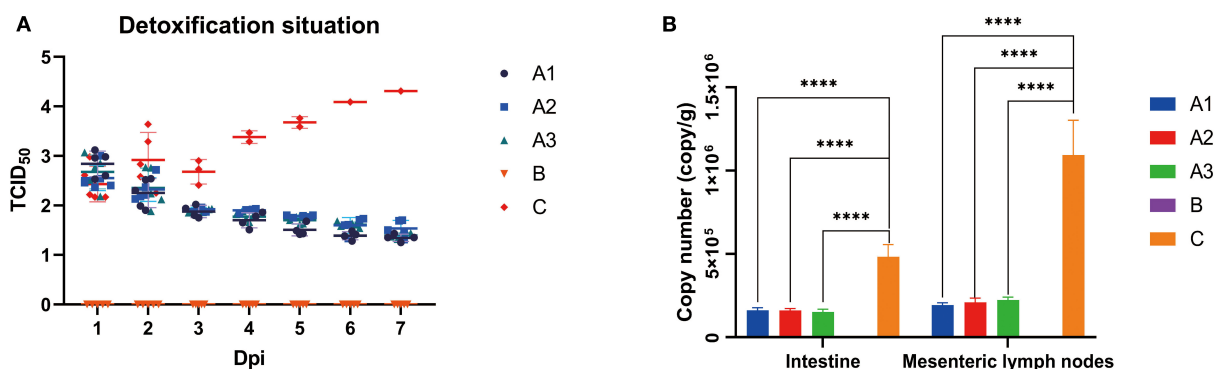 A
Detoxification situation
5
4
3
2
1
0
TCID50
1 2 3 4 5 6 7
Dpi
A1
A2
A3
B
C
B
Copy number (copy/g)
1.5×10⁶
1×10⁶
5×10⁵
0
****
****
****
****
****
****
Intestine Mesenteric lymph nodes
A1
A2
A3
B
C